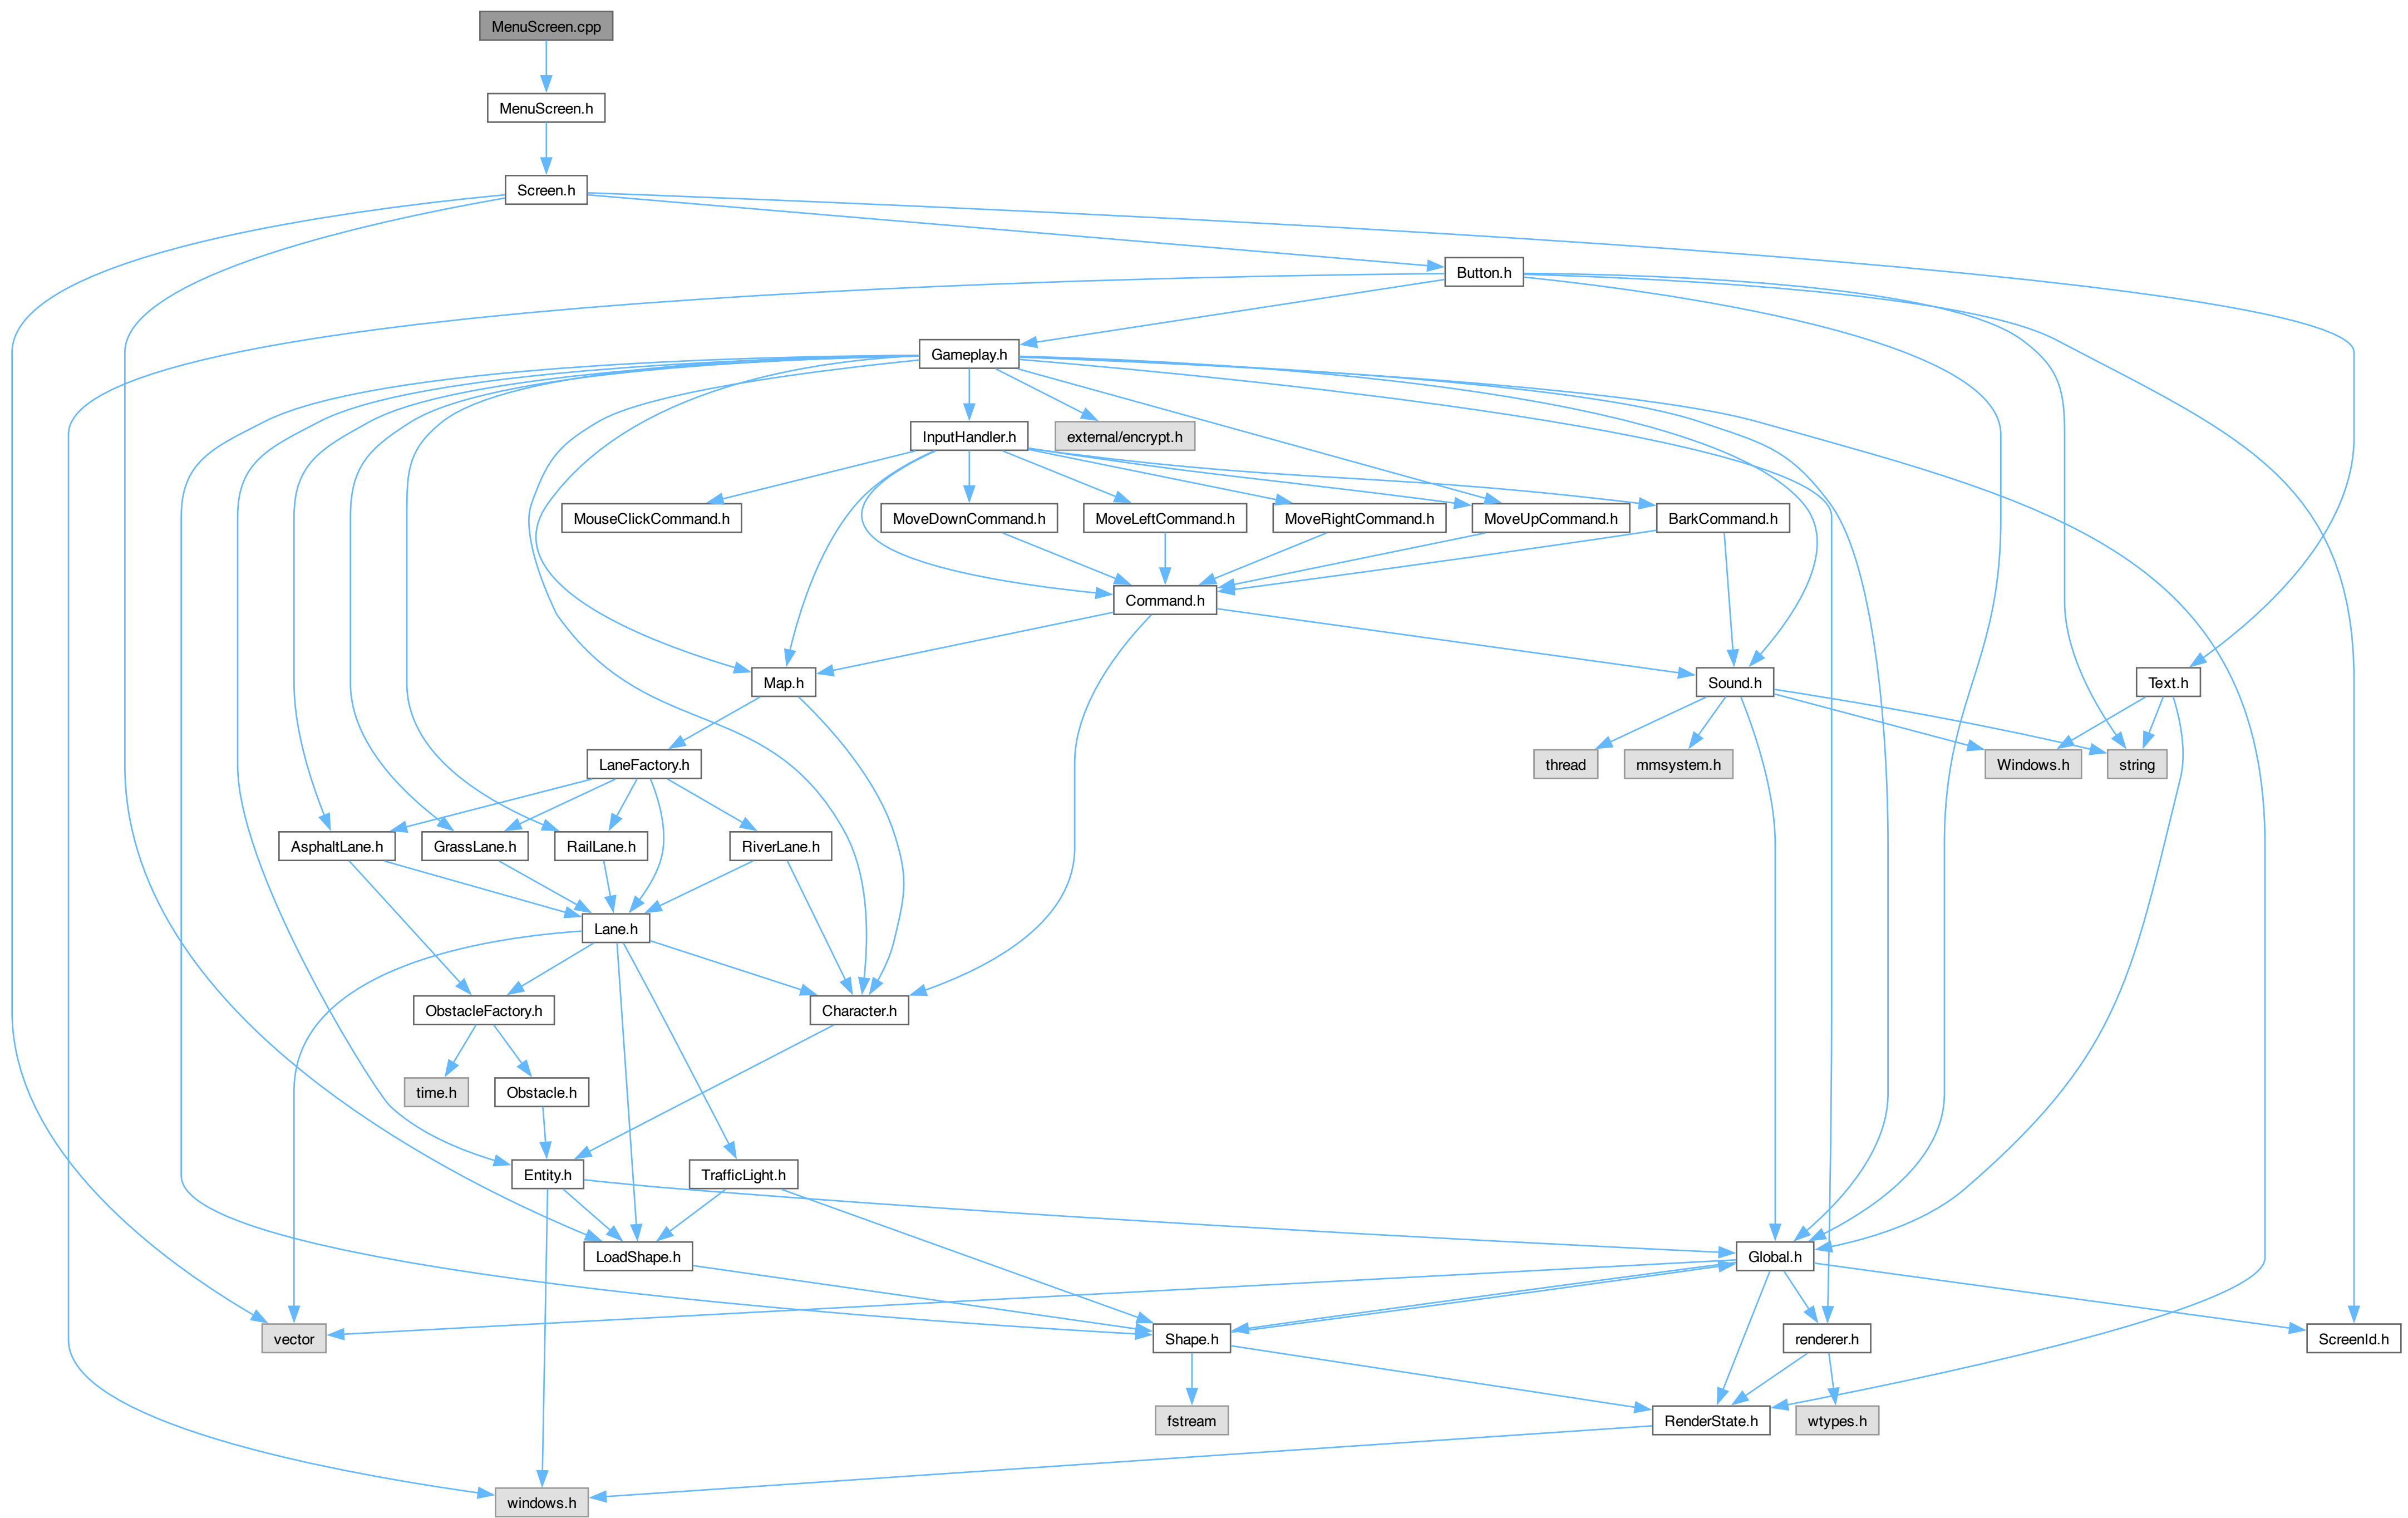 MenuScreen.cpp
MenuScreen.h
Screen.h
Button.h
Gameplay.h
InputHandler.h
external/encrypt.h
MouseClickCommand.h
MoveDownCommand.h
MoveLeftCommand.h
MoveRightCommand.h
MoveUpCommand.h
BarkCommand.h
Command.h
Map.h
Sound.h
Text.h
LaneFactory.h
thread
mmsystem.h
Windows.h
string
AsphaltLane.h
GrassLane.h
RailLane.h
RiverLane.h
Lane.h
ObstacleFactory.h
Character.h
time.h
Obstacle.h
Entity.h
TrafficLight.h
LoadShape.h
Global.h
vector
Shape.h
renderer.h
ScreenId.h
fstream
RenderState.h
wtypes.h
windows.h